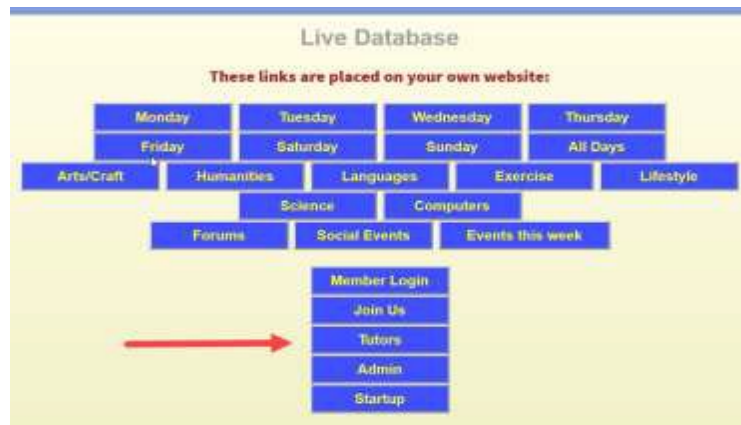 Live Database
These links are placed on your own website:
Monday Tuesday Wednesday Thursday
Friday Saturday Sunday All Days
Arts/Craft Humanities Languages Exercise Lifestyle
Science Computers
Forums Social Events Events this week
Member Login
Join Us
Tutors
Admin
Startup